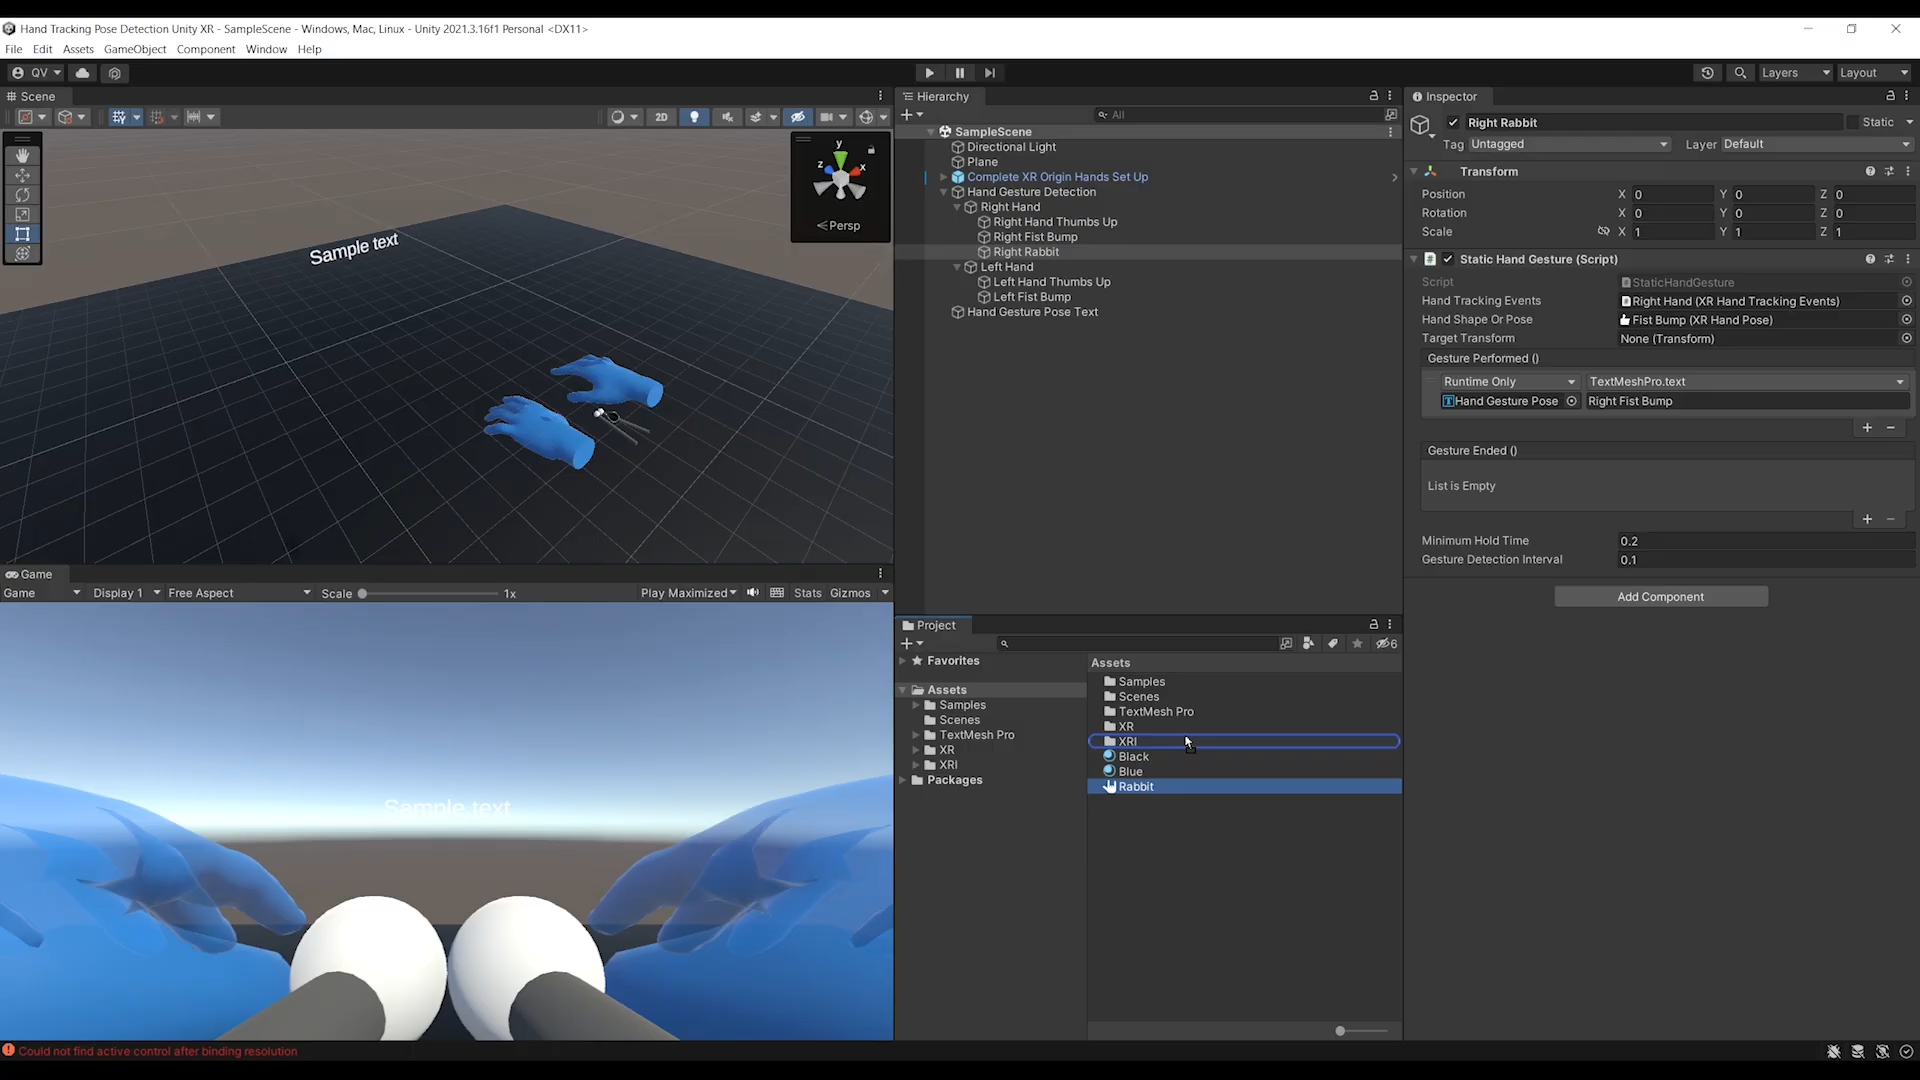 Hand Tracking Pose Detection Unity XR - SampleScene - Windows, Mac, Linux - Unity 2021.3.16f1 Personal <DX11>
File Edit Assets GameObject Component Window Help
QV Layers Layout
Scene
2D
Sample text
y
z x
Persp
Game
Game Display 1 Free Aspect Scale 1x Play Maximized Stats Gizmos
Sample text
Hierarchy
All
SampleScene
Directional Light
Plane
Complete XR Origin Hands Set Up
Hand Gesture Detection
Right Hand
Right Hand Thumbs Up
Right Fist Bump
Right Rabbit
Left Hand
Left Hand Thumbs Up
Left Fist Bump
Hand Gesture Pose Text
Project
6
Favorites
Assets
Samples
Scenes
TextMesh Pro
XR
XRI
Packages
Assets
Samples
Scenes
TextMesh Pro
XR
XRI
Black
Blue
Rabbit
Inspector
Right Rabbit Static
Tag Untagged Layer Default
Transform
Position X 0 Y 0 Z 0
Rotation X 0 Y 0 Z 0
Scale X 1 Y 1 Z 1
Static Hand Gesture (Script)
Script StaticHandGesture
Hand Tracking Events Right Hand (XR Hand Tracking Events)
Hand Shape Or Pose Fist Bump (XR Hand Pose)
Target Transform None (Transform)
Gesture Performed ()
Runtime Only TextMeshPro.text
Hand Gesture Pose Right Fist Bump
Gesture Ended ()
List is Empty
Minimum Hold Time 0.2
Gesture Detection Interval 0.1
Add Component
Could not find active control after binding resolution